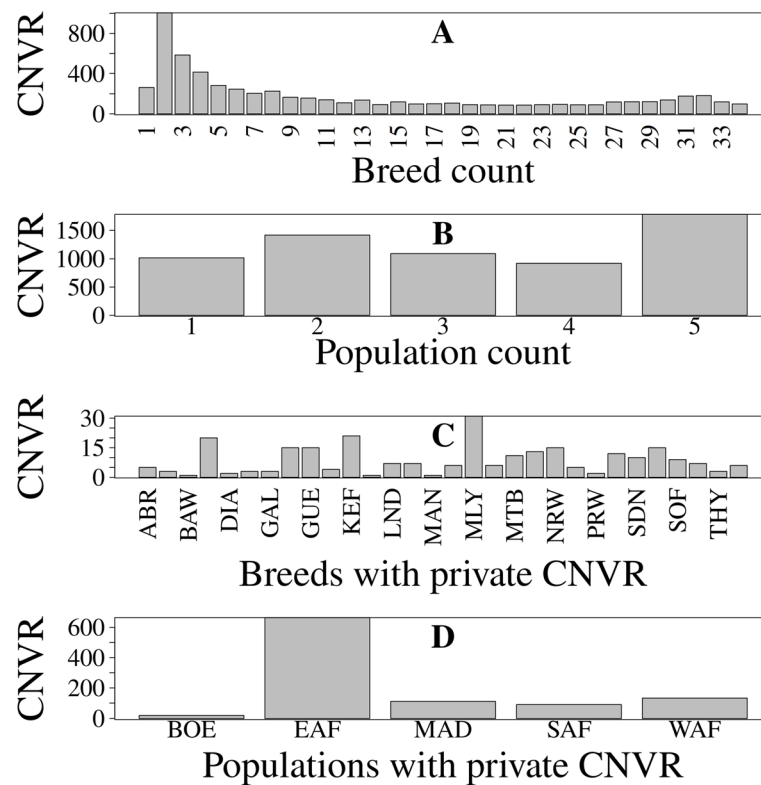 A
CNVR
800
400
0
1 3 5 7 9 11 13 15 17 19 21 23 25 27 29 31 33
Breed count
B
CNVR
1500
1000
500
0
1 2 3 4 5
Population count
C
CNVR
30
15
0
ABR BAW DIA GAL GUE KEF LND MAN MLY MTB NRW PRW SDN SOF THY
Breeds with private CNVR
D
CNVR
600
400
200
0
BOE EAF MAD SAF WAF
Populations with private CNVR